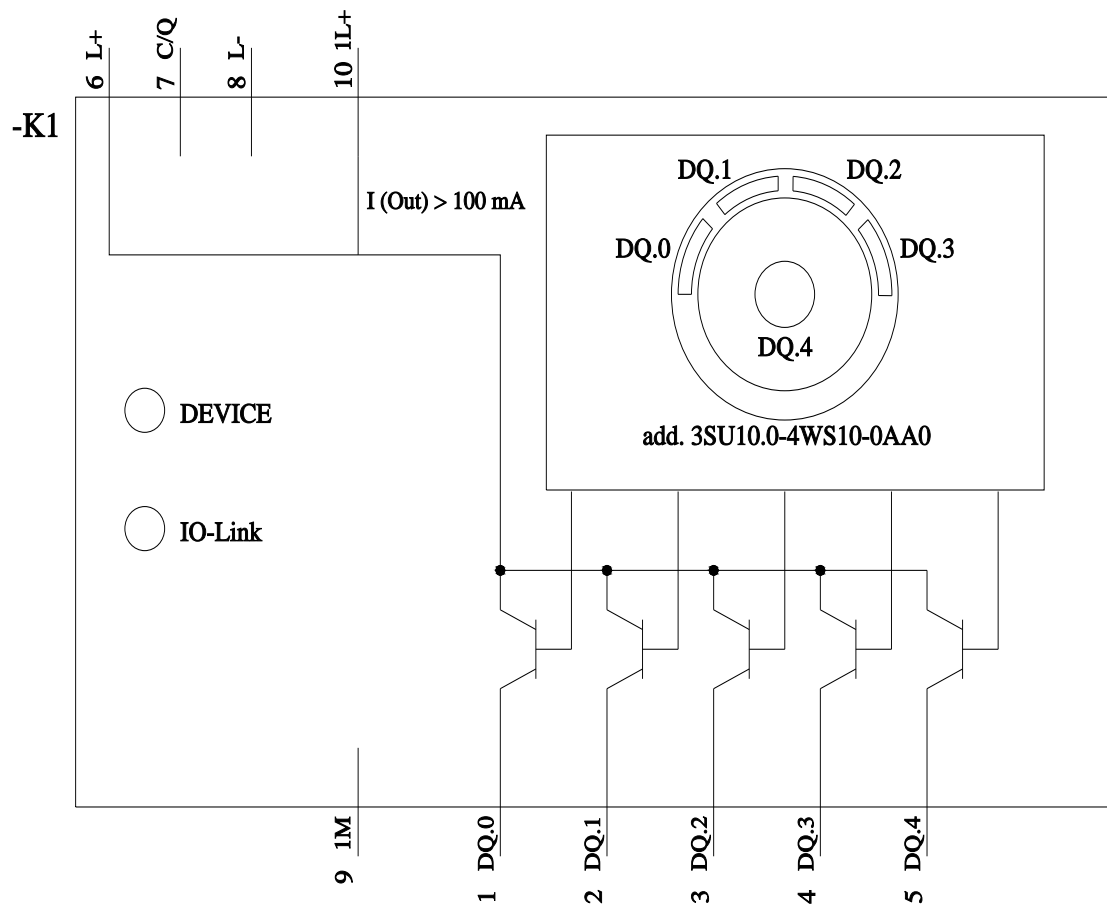 6 L+
7 C/Q
8 L-
10 1L+
-K1
I (Out) > 100 mA
DQ.1
DQ.2
DQ.0
DQ.3
DQ.4
add. 3SU10.0-4WS10-0AA0
DEVICE
IO-Link
9 1M
1 DQ.0
2 DQ.1
3 DQ.2
4 DQ.3
5 DQ.4